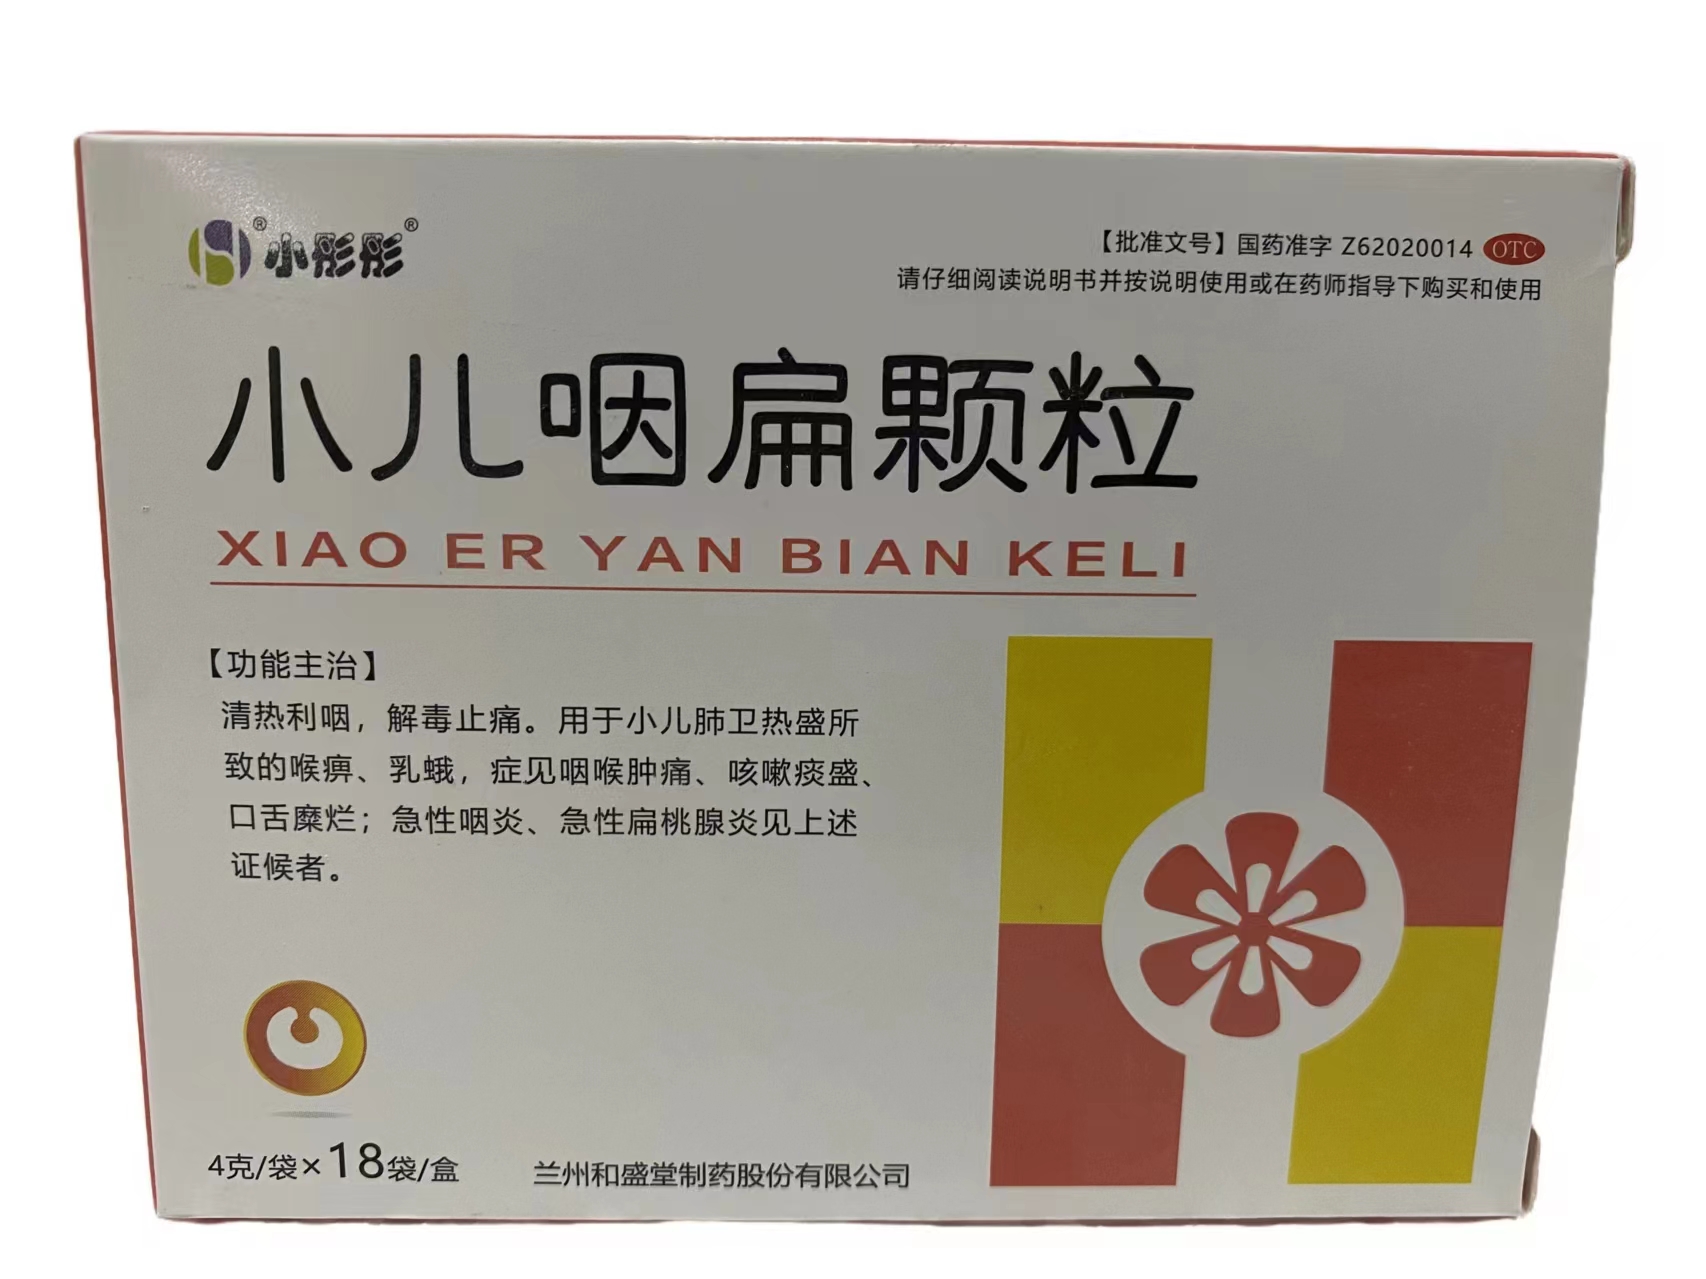 ®小彤彤®
【批准文号】国药准字 Z62020014 OTC
请仔细阅读说明书并按说明使用或在药师指导下购买和使用
小儿咽扁颗粒
XIAO ER YAN BIAN KELI
【功能主治】
清热利咽，解毒止痛。用于小儿肺卫热盛所
致的喉痹、乳蛾，症见咽喉肿痛、咳嗽痰盛、
口舌糜烂；急性咽炎、急性扁桃腺炎见上述
证候者。
4克/袋×18袋/盒
兰州和盛堂制药股份有限公司